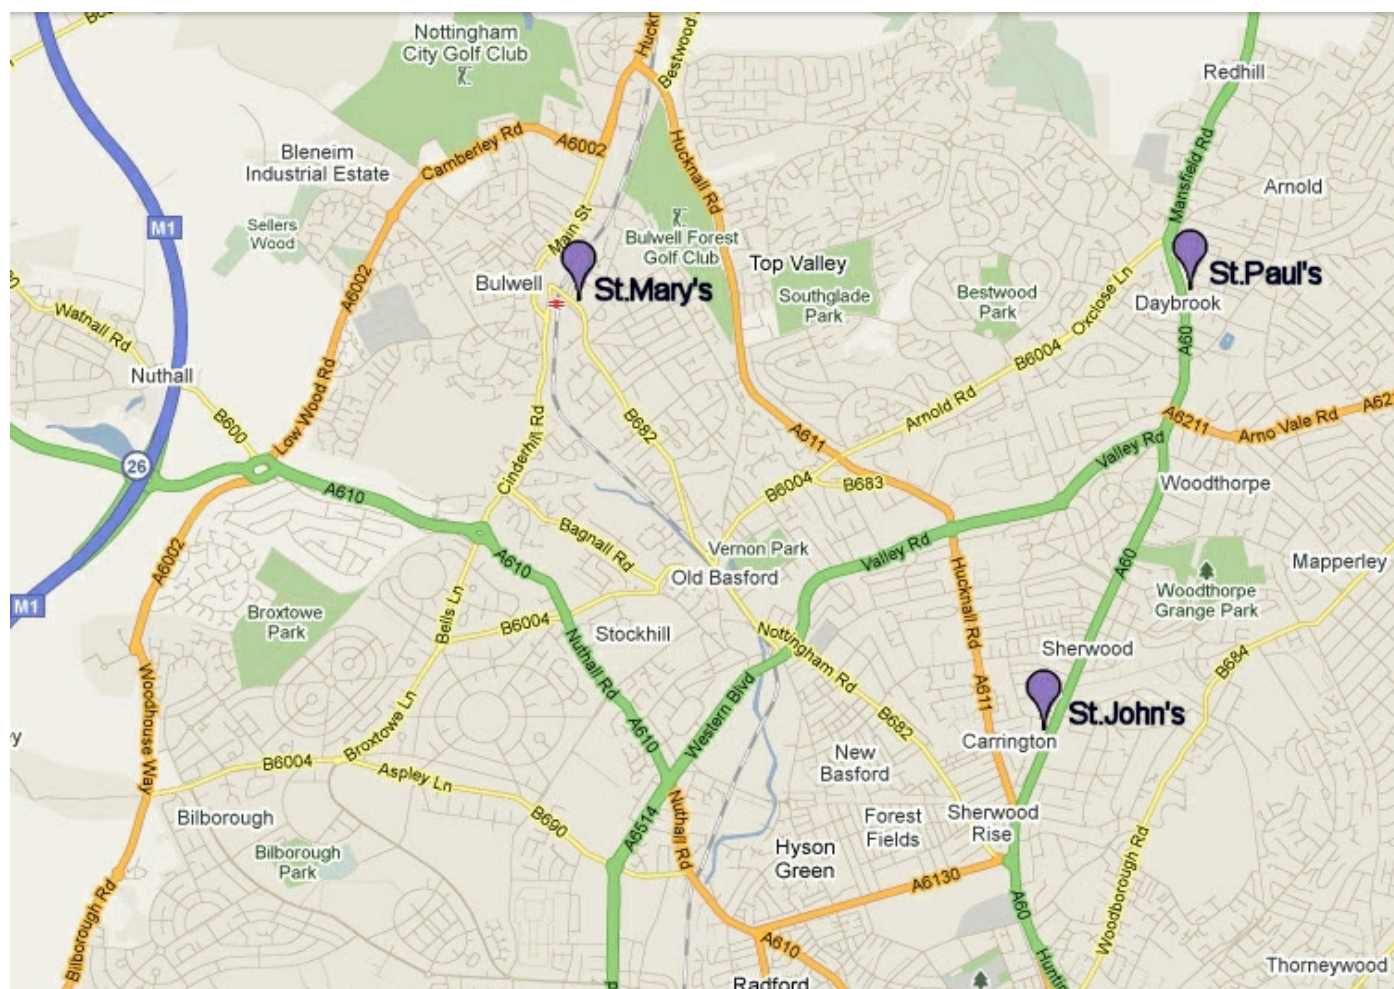 Nottingham
City Golf Club
Redhill
Camberley Rd
A6002
Hucknall Rd
Mansfield Rd
Bleneim
Industrial Estate
Arnold
M1
Sellers
Wood
Main St
Bulwell Forest
Golf Club
Top Valley
Bulwell
St.Mary's
St.Paul's
Southglade
Park
Bestwood
Park
Oxclose Ln
Daybrook
A6002
Watnall Rd
A60
B6004
Nuthall
Low Wood Rd
B600
B682
Cinderhill Rd
Arnold Rd
A611
A6211
Arno Vale Rd
Valley Rd
26
A610
B6004
B683
Woodthorpe
Bagnall Rd
Vernon Park
Valley Rd
A6002
A610
Old Basford
A60
Mapperley
Woodthorpe
Grange Park
M1
Broxtowe
Park
Bells Ln
B6004
Stockhill
Nottingham Rd
Hucknall Rd
Sherwood
B684
Nuthall Rd
Woodhouse Way
Western Blvd
A611
St.John's
Broxtowe Ln
A610
B682
Carrington
B6004
Aspley Ln
New
Basford
Bilborough
B690
A6514
Nuthall Rd
Forest
Fields
Sherwood
Rise
Bilborough
Park
Hyson
Green
Woodborough Rd
A6130
A60
Bilborough Rd
A610
Thorneywood
Radford